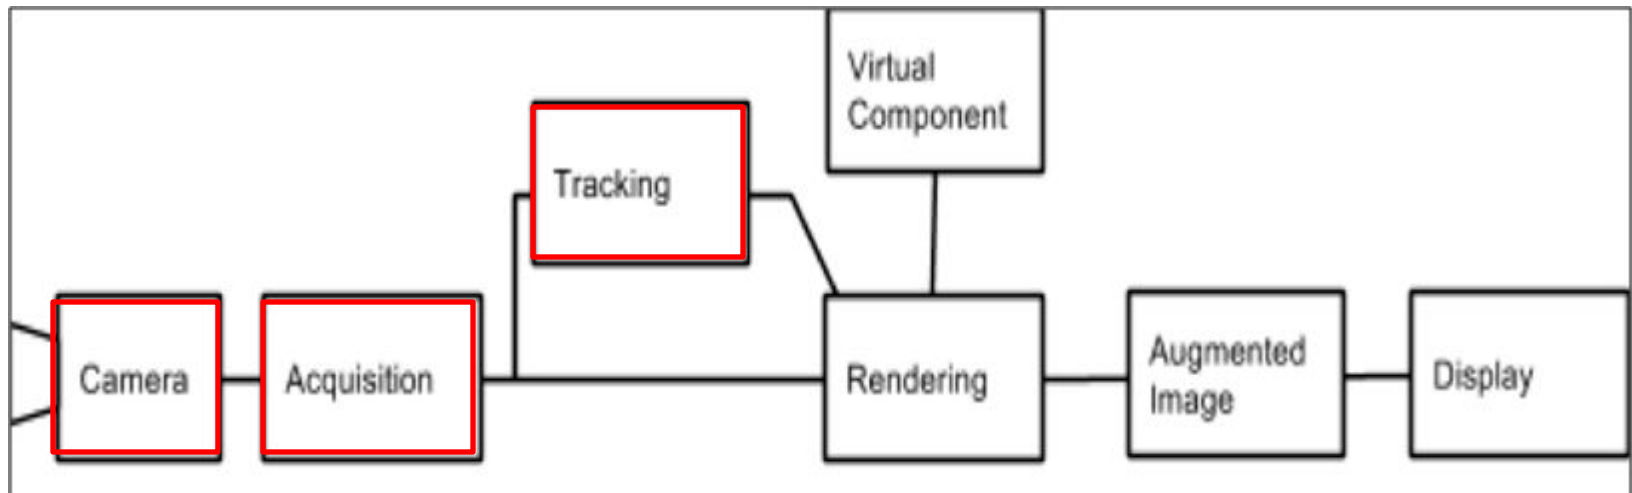 Virtual
Component
Tracking
Camera
Acquisition
Rendering
Augmented
Image
Display